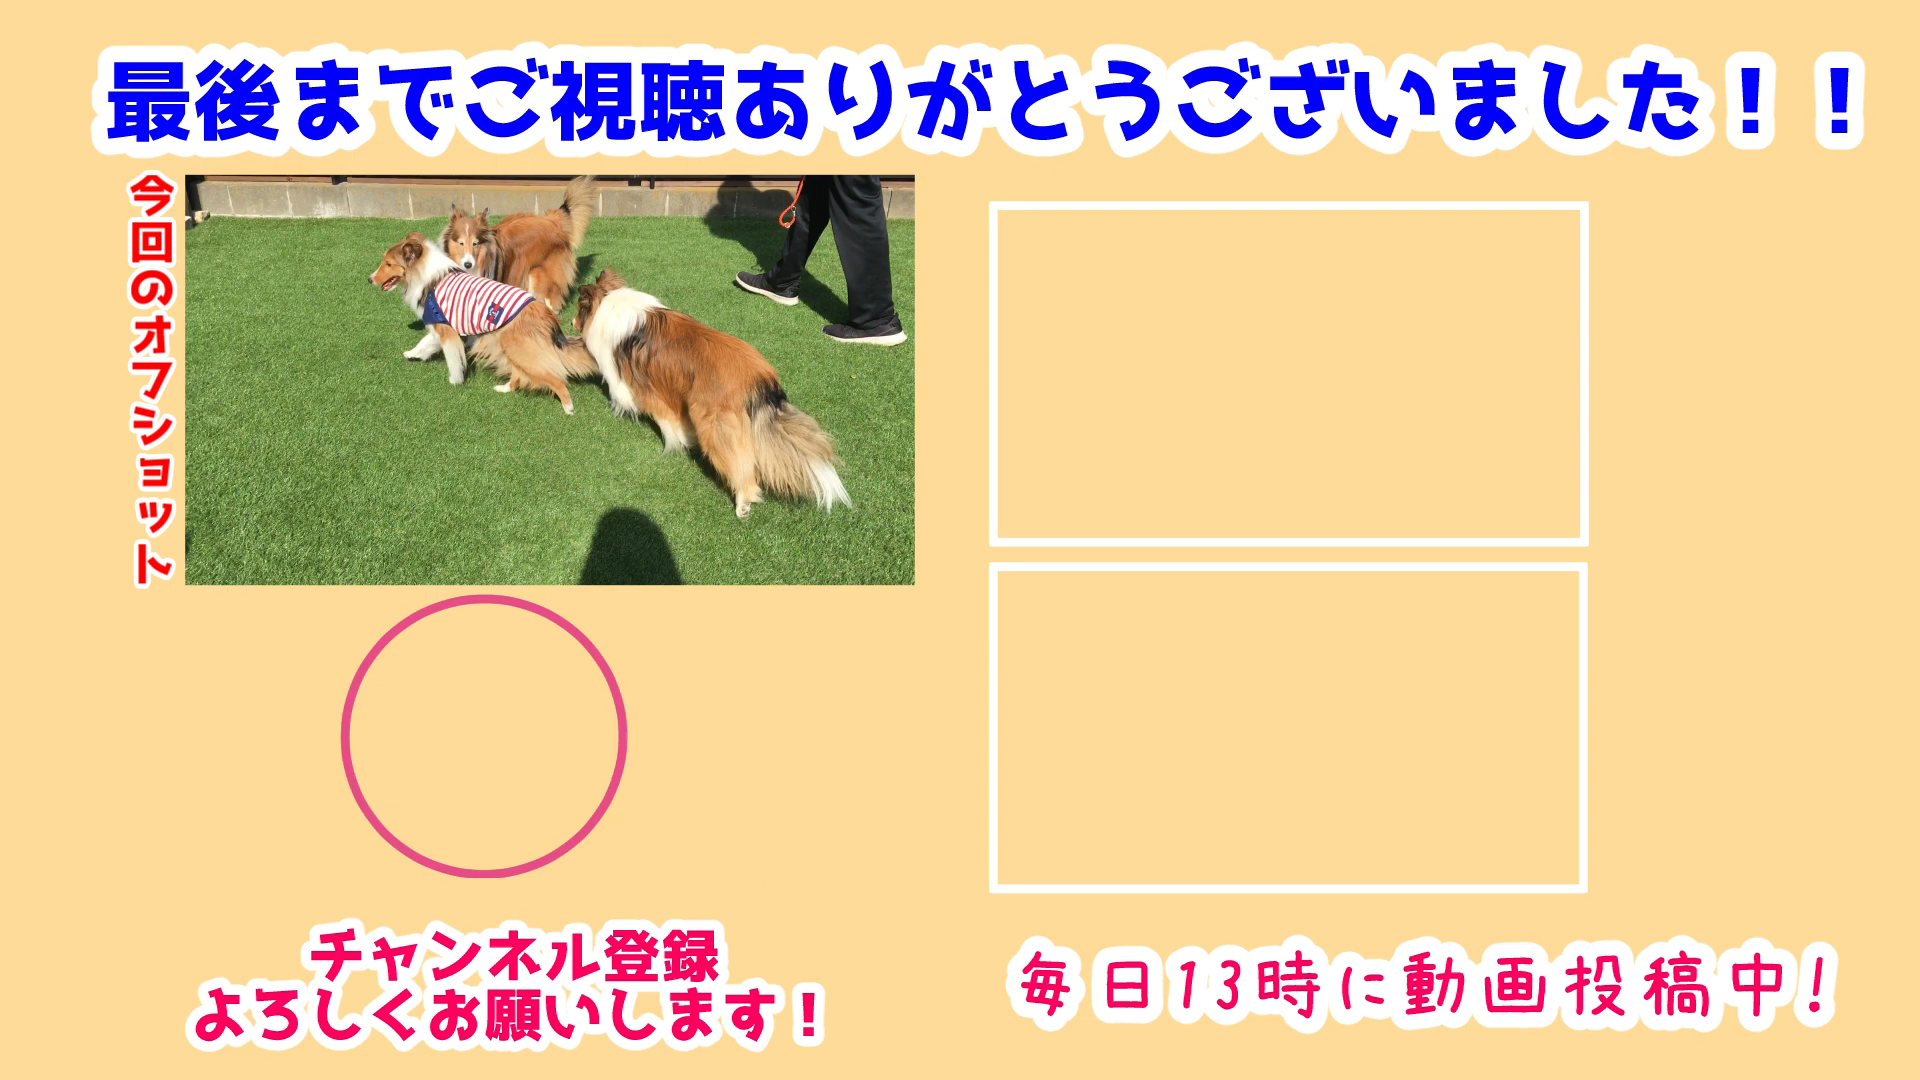 最後までご視聴ありがとうございました！！
今回のオフショット
チャンネル登録
よろしくお願いします！
毎日13時に動画投稿中！